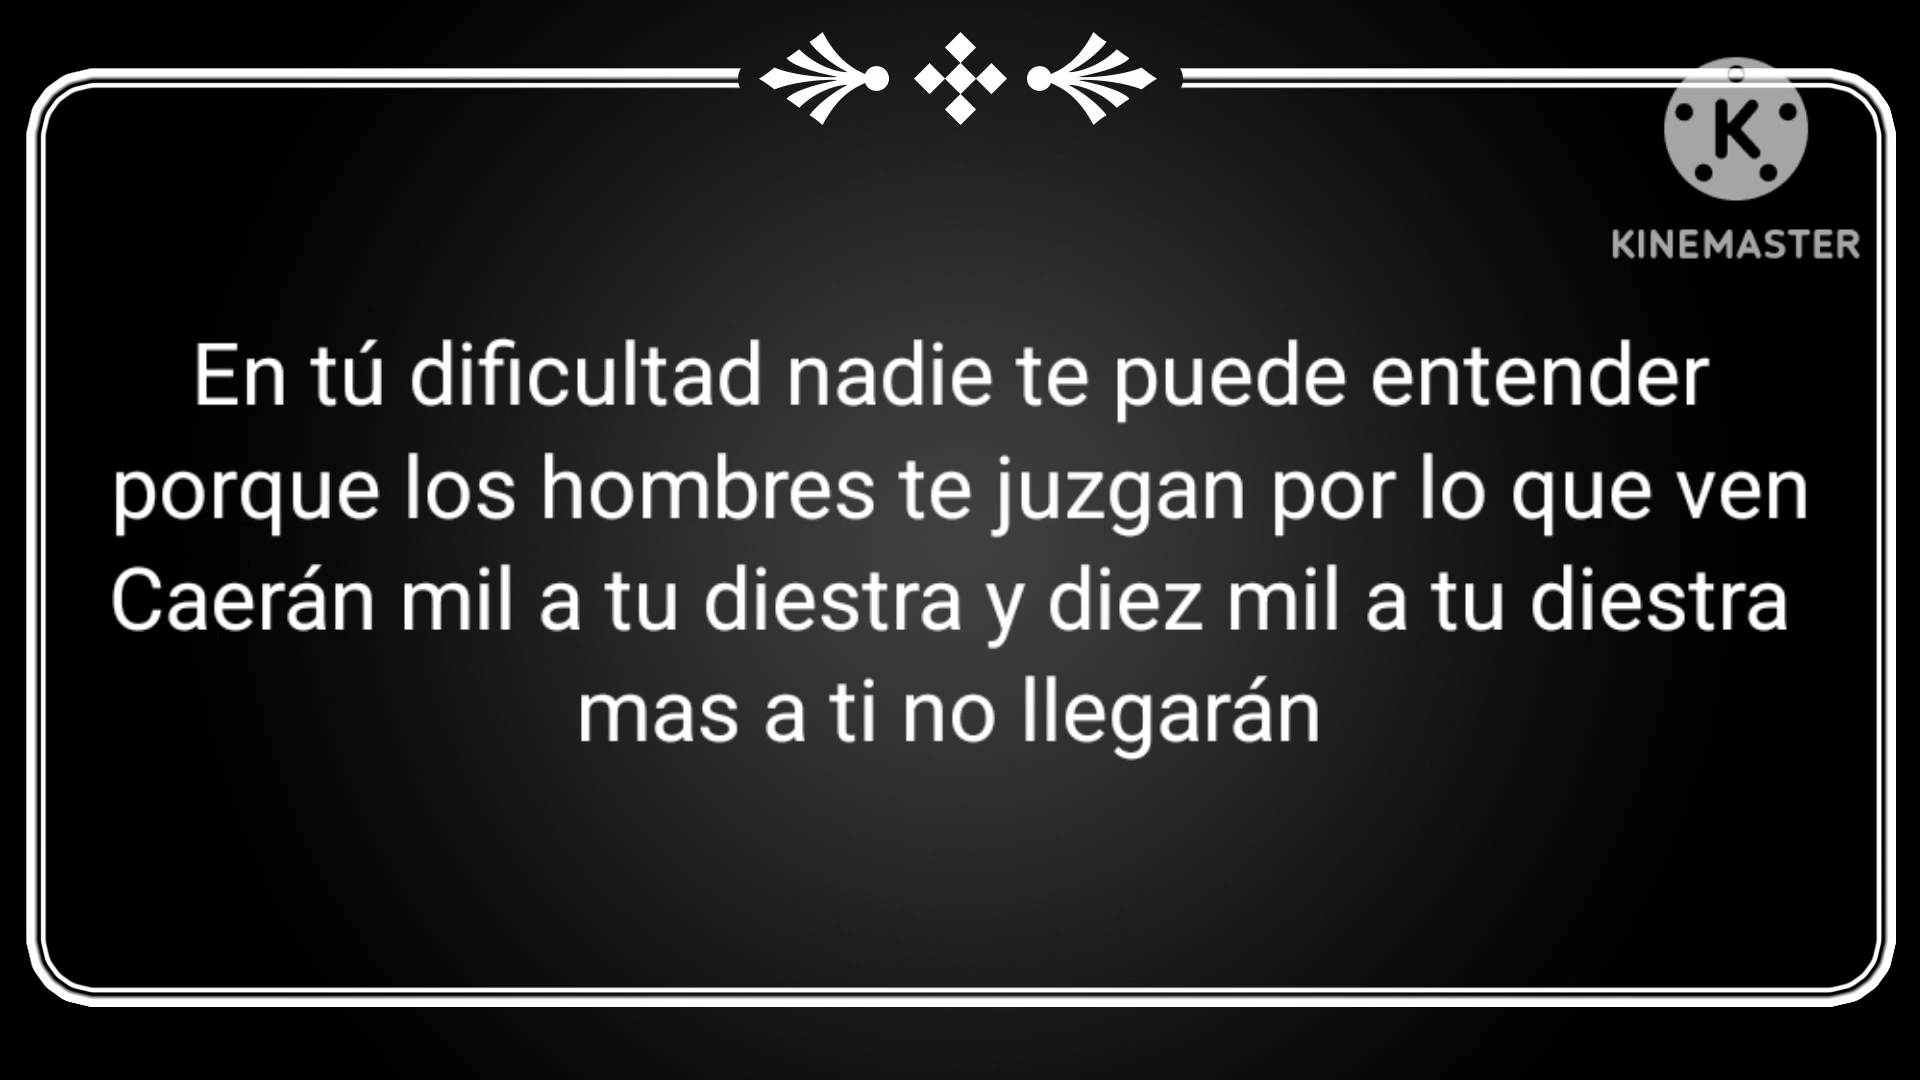 KINEMASTER
En tú dificultad nadie te puede entender
porque los hombres te juzgan por lo que ven
Caerán mil a tu diestra y diez mil a tu diestra
mas a ti no llegarán